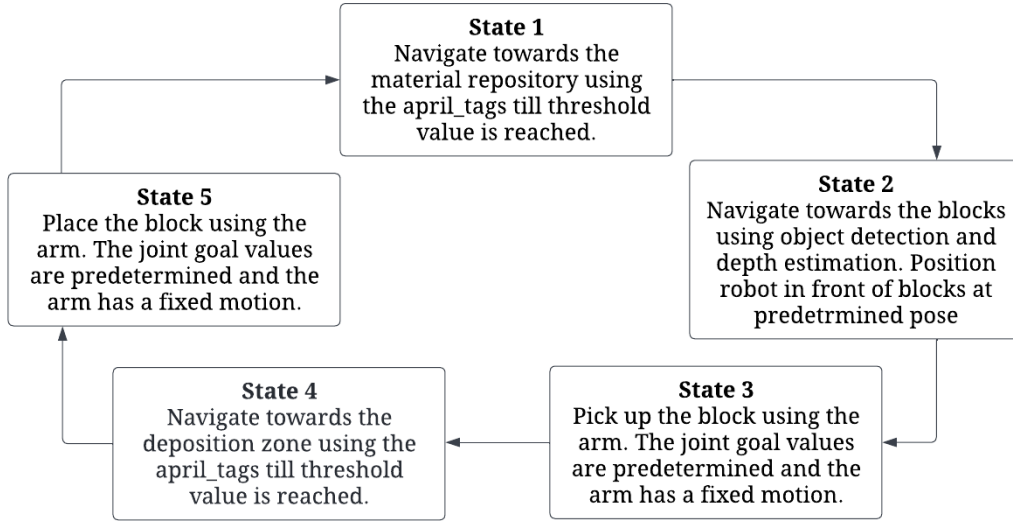 State 1
Navigate towards the
material repository using
the april_tags till threshold
value is reached.
State 2
Navigate towards the blocks
using object detection and
depth estimation. Position
robot in front of blocks at
predetrmined pose
State 3
Pick up the block using the
arm. The joint goal values
are predetermined and the
arm has a fixed motion.
State 4
Navigate towards the
deposition zone using the
april_tags till threshold
value is reached.
State 5
Place the block using the
arm. The joint goal values
are predetermined and the
arm has a fixed motion.